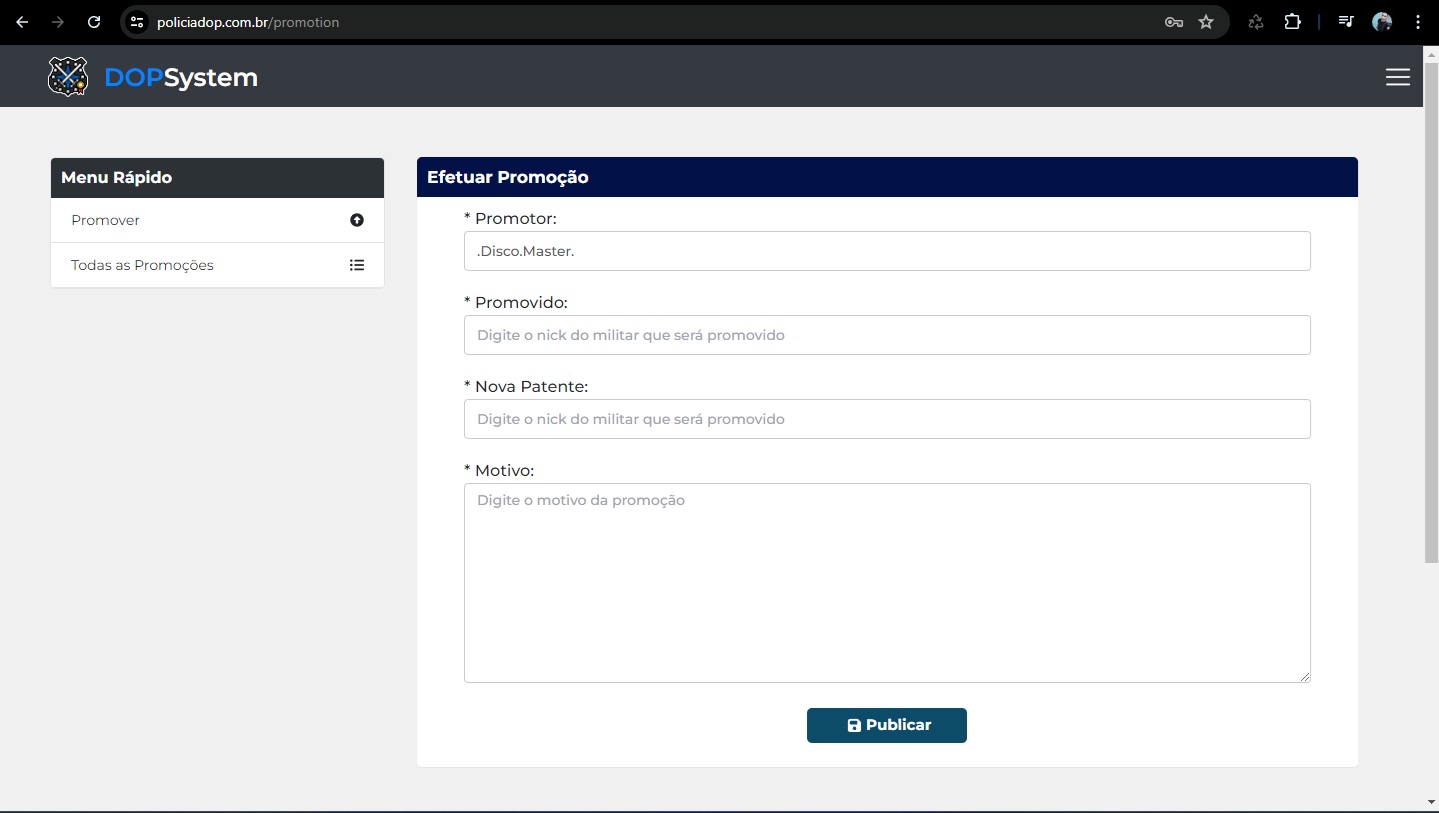 policiadop.com.br/promotion
DOPSystem
Menu Rápido
Promover
Todas as Promoções
Efetuar Promoção
* Promotor:
.Disco.Master.
* Promovido:
Digite o nick do militar que será promovido
* Nova Patente:
Digite o nick do militar que será promovido
* Motivo:
Digite o motivo da promoção
Publicar